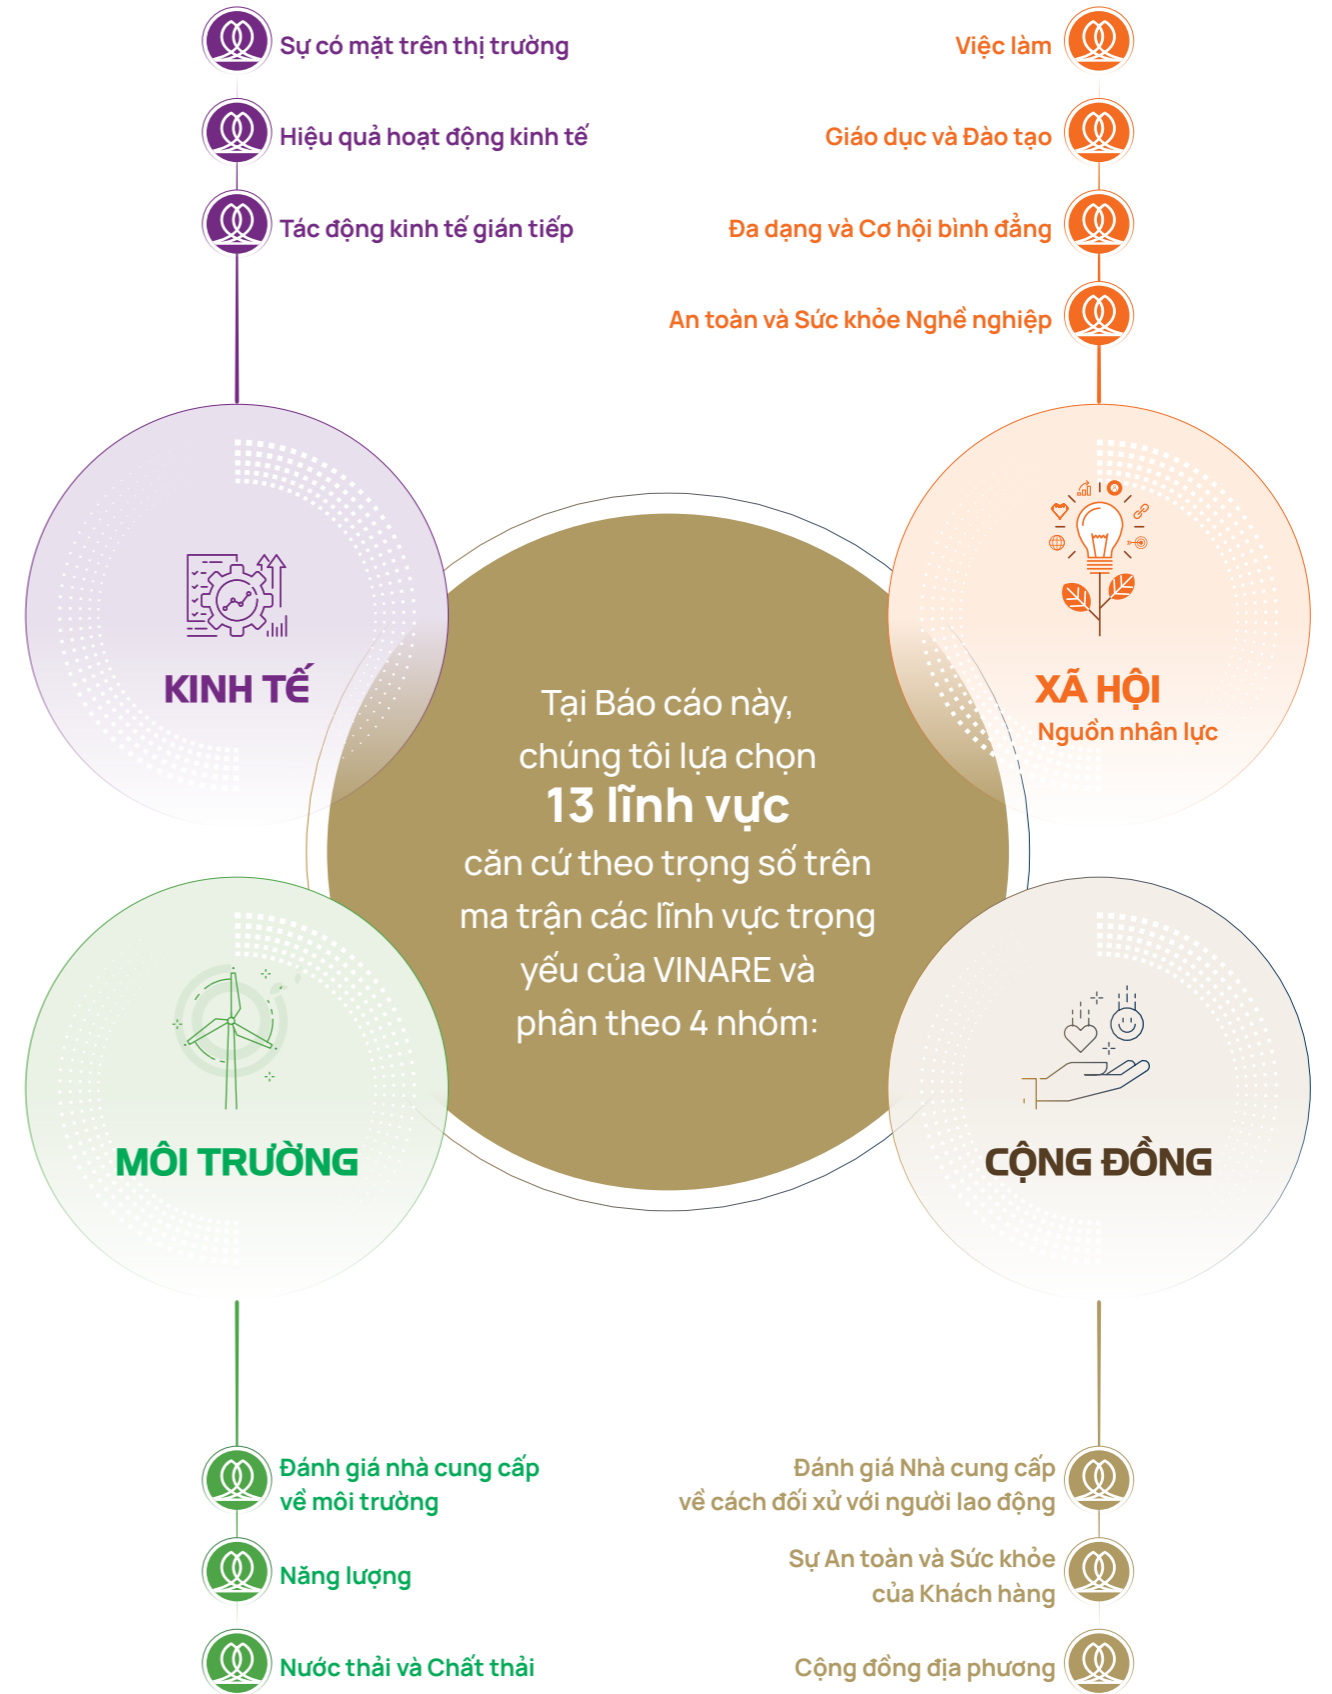 Sự có mặt trên thị trường
Hiệu quả hoạt động kinh tế
Tác động kinh tế gián tiếp
Việc làm
Giáo dục và Đào tạo
Đa dạng và Cơ hội bình đẳng
An toàn và Sức khỏe Nghề nghiệp
KINH TẾ
XÃ HỘI
Nguồn nhân lực
Tại Báo cáo này,
chúng tôi lựa chọn
13 lĩnh vực
căn cứ theo trọng số trên
ma trận các lĩnh vực trọng
yếu của VINARE và
phân theo 4 nhóm:
MÔI TRƯỜNG
CỘNG ĐỒNG
Đánh giá nhà cung cấp
về môi trường
Năng lượng
Nước thải và Chất thải
Đánh giá Nhà cung cấp
về cách đối xử với người lao động
Sự An toàn và Sức khỏe
của Khách hàng
Cộng đồng địa phương